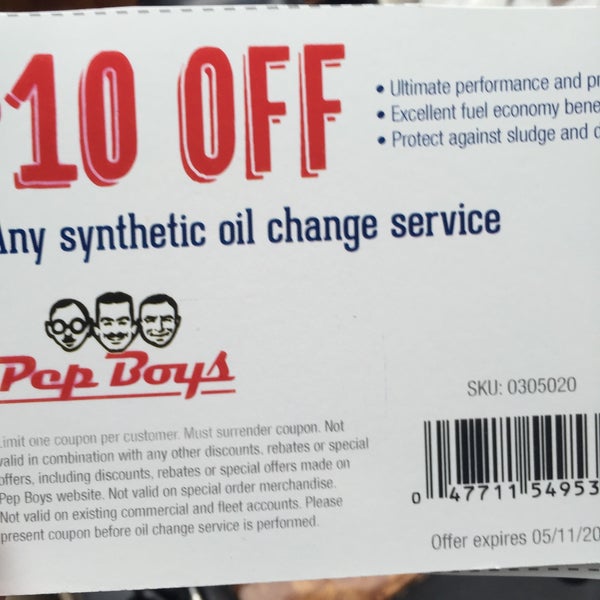 10 OFF
Any synthetic oil change service
• Ultimate performance and
• Excellent fuel economy
• Protect against sludge and
Pep Boys
Limit one coupon per customer. Must surrender coupon. Not
valid in combination with any other discounts, rebates or special
offers, including discounts, rebates or special offers made on
Pep Boys website. Not valid on special order merchandise.
Not valid on existing commercial and fleet accounts. Please
present coupon before oil change service is performed.
SKU: 0305020
0 47711 54953
Offer expires 05/11/20